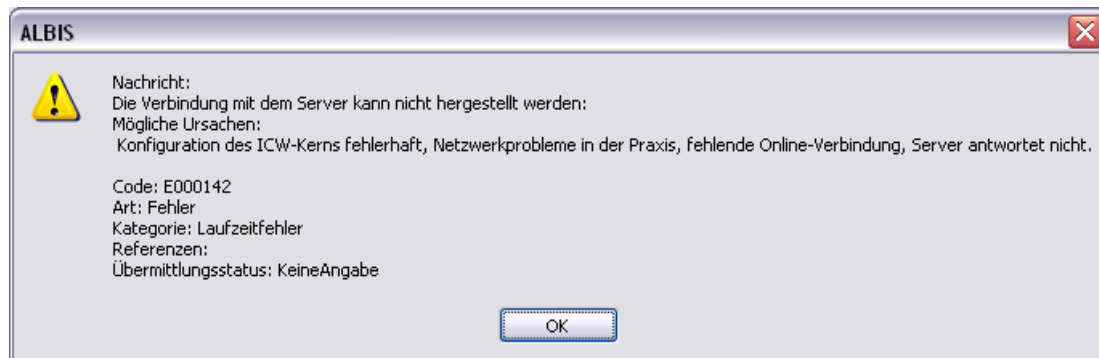 ALBIS
Nachricht:
Die Verbindung mit dem Server kann nicht hergestellt werden:
Mögliche Ursachen:
Konfiguration des ICW-Kerns fehlerhaft, Netzwerkprobleme in der Praxis, fehlende Online-Verbindung, Server antwortet nicht.
Code: E000142
Art: Fehler
Kategorie: Laufzeitfehler
Referenzen:
Übermittlungsstatus: KeineAngabe
OK